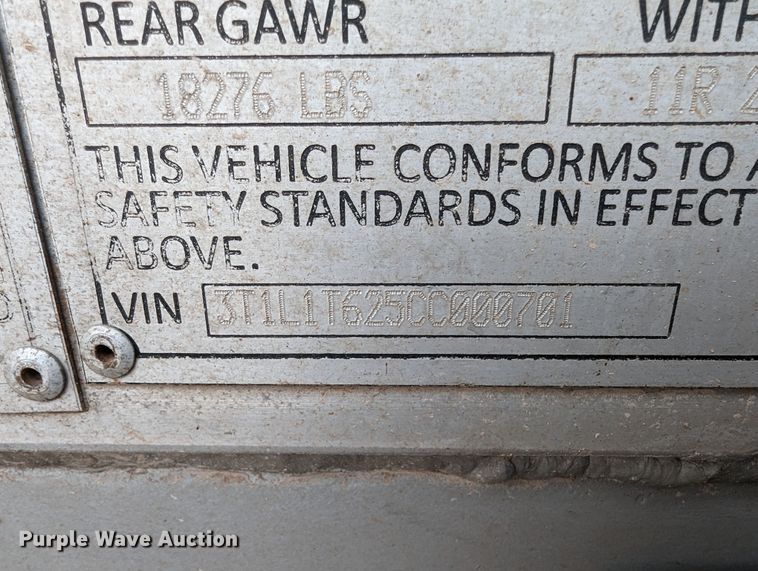 REAR GAWR WITH
18276 LBS 11R 2
THIS VEHICLE CONFORMS TO A
SAFETY STANDARDS IN EFFECT
ABOVE.
VIN 3T1L1T625CC000701
Purple Wave Auction